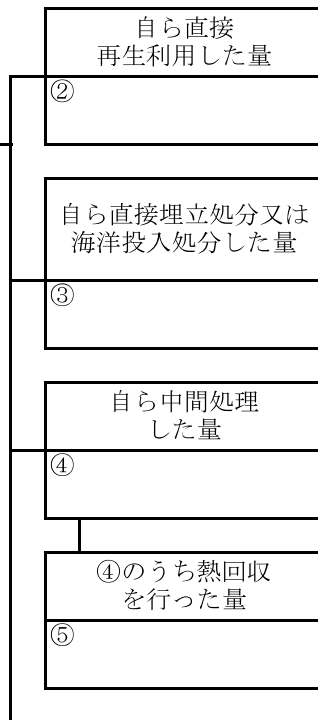 自ら直接
再生利用した量
②
自ら直接埋立処分又は
海洋投入処分した量
③
自ら中間処理
した量
④
④のうち熱回収
を行った量
⑤